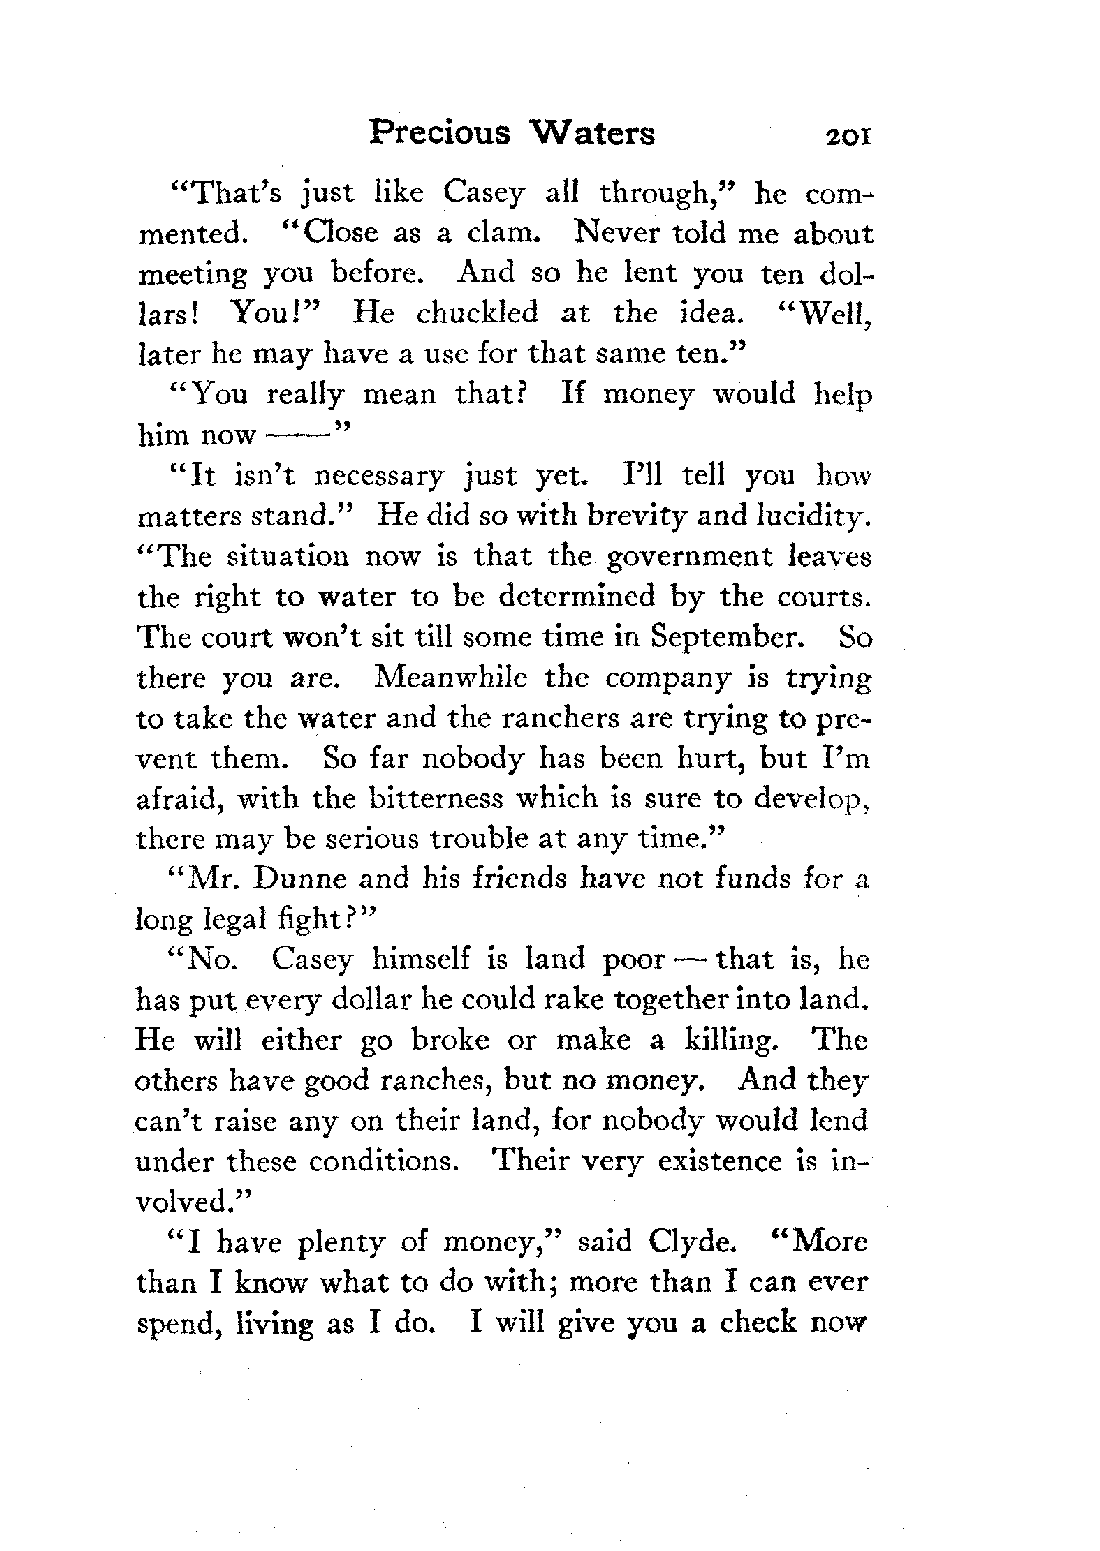 Precious Waters 201
“That’s just like Casey all through,” he com-
mented. “Close as a clam. Never told me about
meeting you before. And so he lent you ten dol-
lars! You!” He chuckled at the idea. “Well,
later he may have a use for that same ten.”
“You really mean that? If money would help
him now ——”
“It isn’t necessary just yet. I’ll tell you how
matters stand.” He did so with brevity and lucidity.
“The situation now is that the government leaves
the right to water to be determined by the courts.
The court won’t sit till some time in September. So
there you are. Meanwhile the company is trying
to take the water and the ranchers are trying to pre-
vent them. So far nobody has been hurt, but I’m
afraid, with the bitterness which is sure to develop,
there may be serious trouble at any time.”
“Mr. Dunne and his friends have not funds for a
long legal fight?”
“No. Casey himself is land poor — that is, he
has put every dollar he could rake together into land.
He will either go broke or make a killing. The
others have good ranches, but no money. And they
can’t raise any on their land, for nobody would lend
under these conditions. Their very existence is in-
volved.”
“I have plenty of money,” said Clyde. “More
than I know what to do with; more than I can ever
spend, living as I do. I will give you a check now